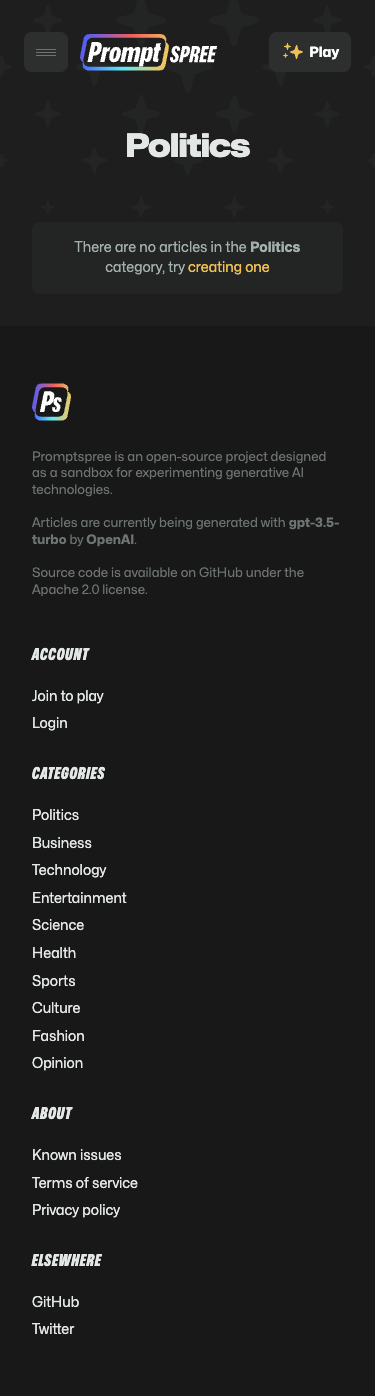 Prompt SPREE
Play
Politics
There are no articles in the Politics
category, try creating one
Ps
Promptspree is an open-source project designed
as a sandbox for experimenting generative AI
technologies.
Articles are currently being generated with gpt-3.5-
turbo by OpenAI.
Source code is available on GitHub under the
Apache 2.0 license.
ACCOUNT
Join to play
Login
CATEGORIES
Politics
Business
Technology
Entertainment
Science
Health
Sports
Culture
Fashion
Opinion
ABOUT
Known issues
Terms of service
Privacy policy
ELSEWHERE
GitHub
Twitter